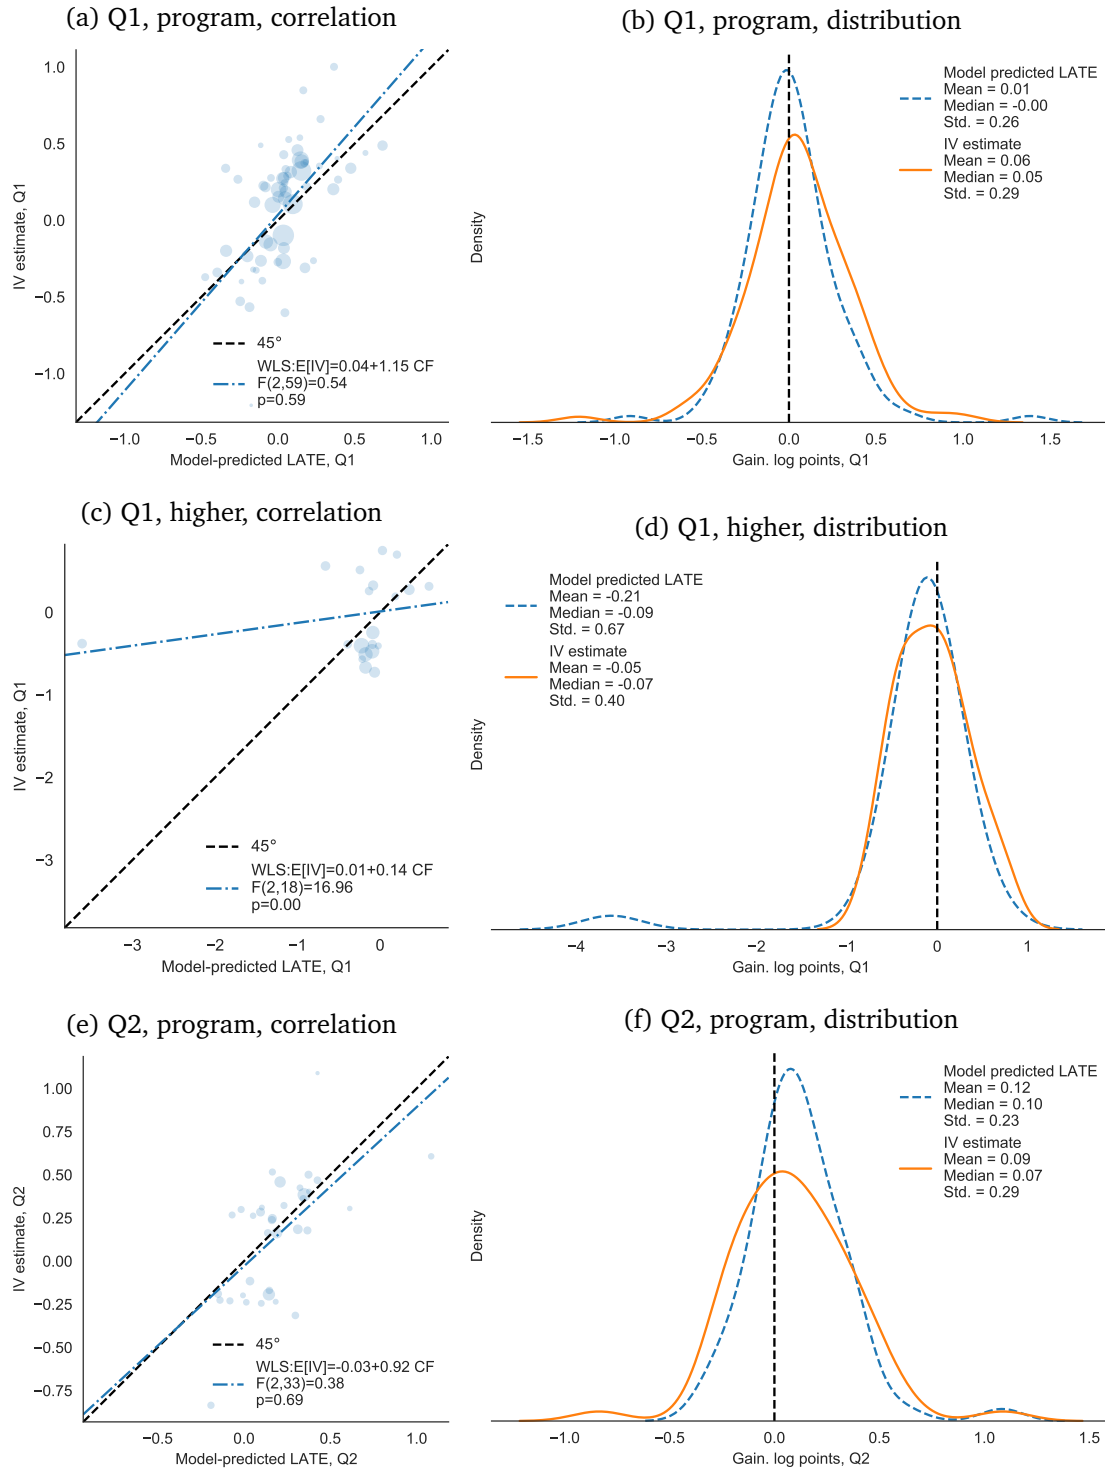 (a) Q1, program, correlation
1.0
0.5
0.0
−0.5
−1.0
IV estimate, Q1
45°
WLS:E[IV]=0.04+1.15 CF
F(2,59)=0.54
p=0.59
−1.0 −0.5 0.0 0.5 1.0
Model-predicted LATE, Q1
(b) Q1, program, distribution
Density
Model predicted LATE
Mean = 0.01
Median = -0.00
Std. = 0.26
IV estimate
Mean = 0.06
Median = 0.05
Std. = 0.29
−1.5 −1.0 −0.5 0.0 0.5 1.0 1.5
Gain. log points, Q1
(c) Q1, higher, correlation
0
−1
−2
−3
IV estimate, Q1
45°
WLS:E[IV]=0.01+0.14 CF
F(2,18)=16.96
p=0.00
−3 −2 −1 0
Model-predicted LATE, Q1
(d) Q1, higher, distribution
Density
Model predicted LATE
Mean = -0.21
Median = -0.09
Std. = 0.67
IV estimate
Mean = -0.05
Median = -0.07
Std. = 0.40
−4 −3 −2 −1 0 1
Gain. log points, Q1
(e) Q2, program, correlation
1.00
0.75
0.50
0.25
0.00
−0.25
−0.50
−0.75
IV estimate, Q2
45°
WLS:E[IV]=-0.03+0.92 CF
F(2,33)=0.38
p=0.69
−0.5 0.0 0.5 1.0
Model-predicted LATE, Q2
(f) Q2, program, distribution
Density
Model predicted LATE
Mean = 0.12
Median = 0.10
Std. = 0.23
IV estimate
Mean = 0.09
Median = 0.07
Std. = 0.29
−1.0 −0.5 0.0 0.5 1.0 1.5
Gain. log points, Q2